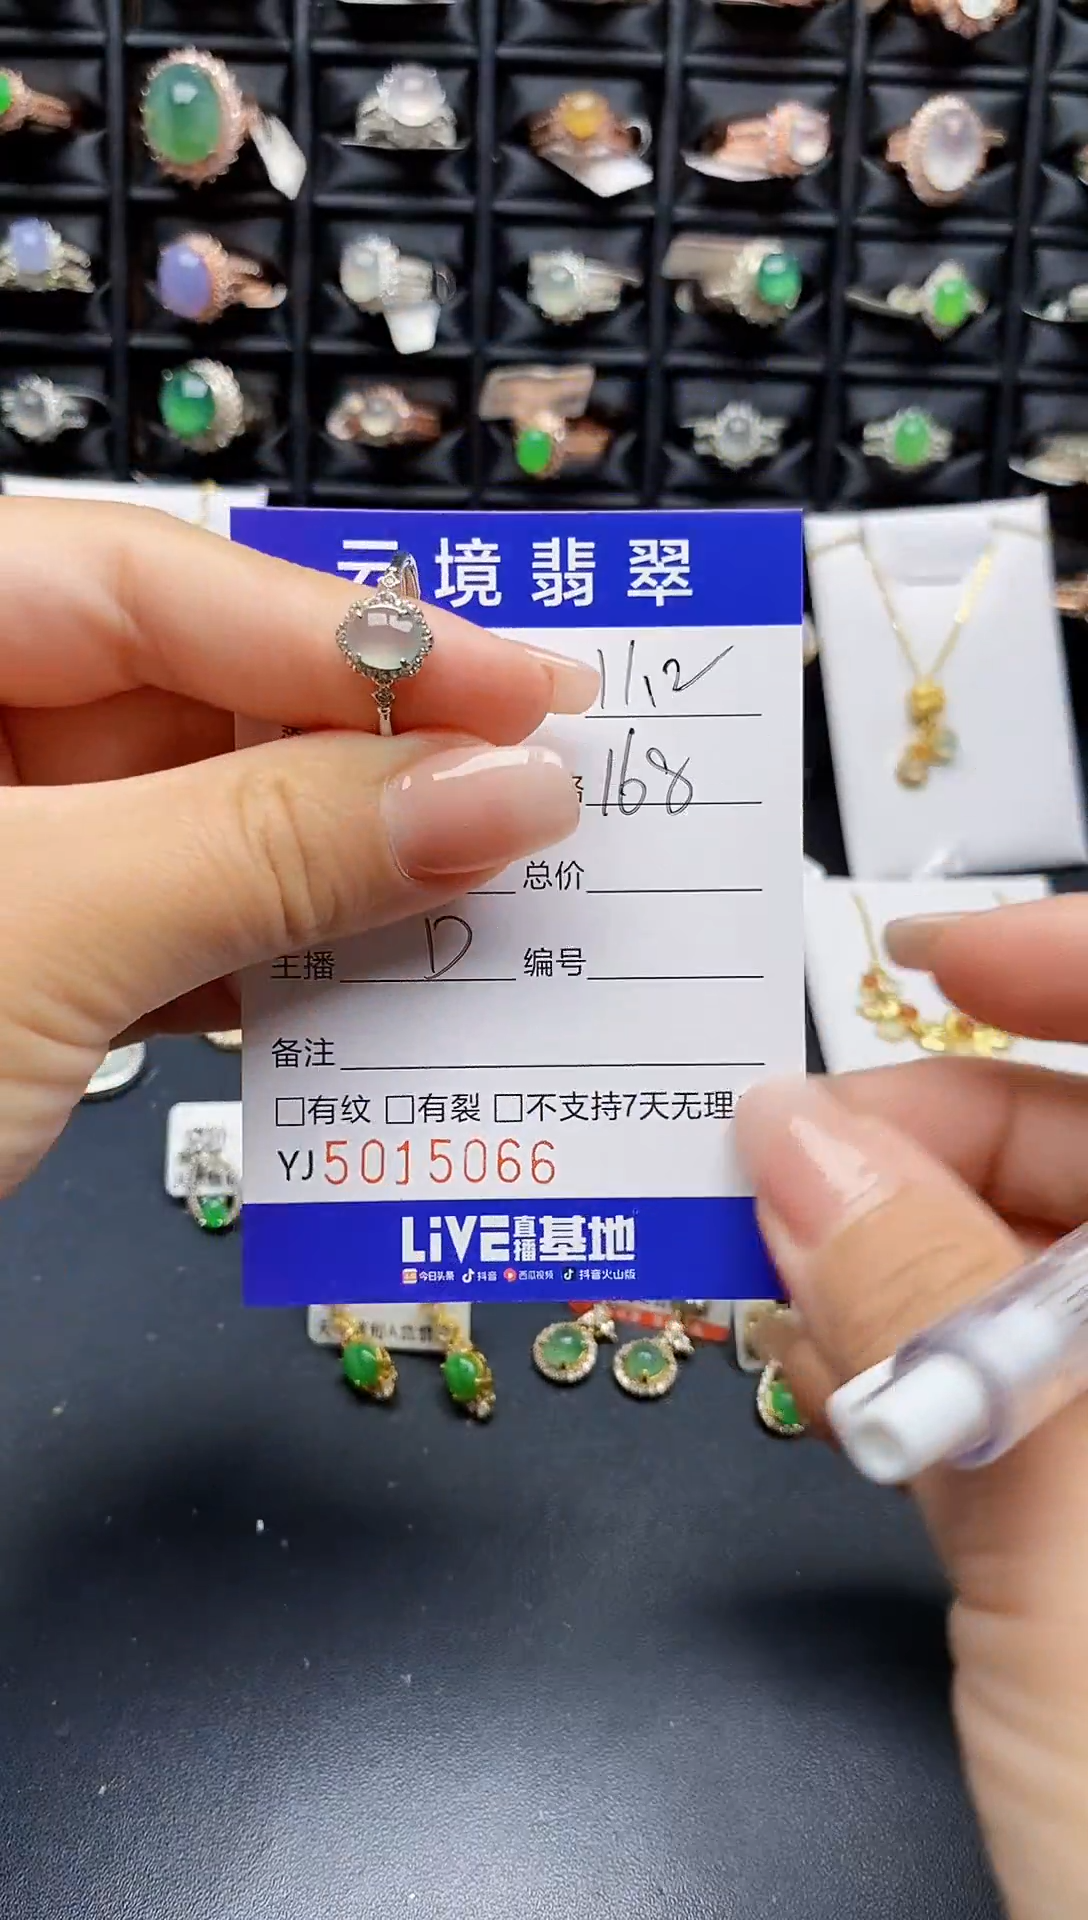 云境翡翠
11,2
168
总价
主播 D 编号
备注
□有纹 □有裂 □不支持7天无理
YJ5015066
LiVE直播基地
今日头条 抖音 西瓜视频 抖音火山版